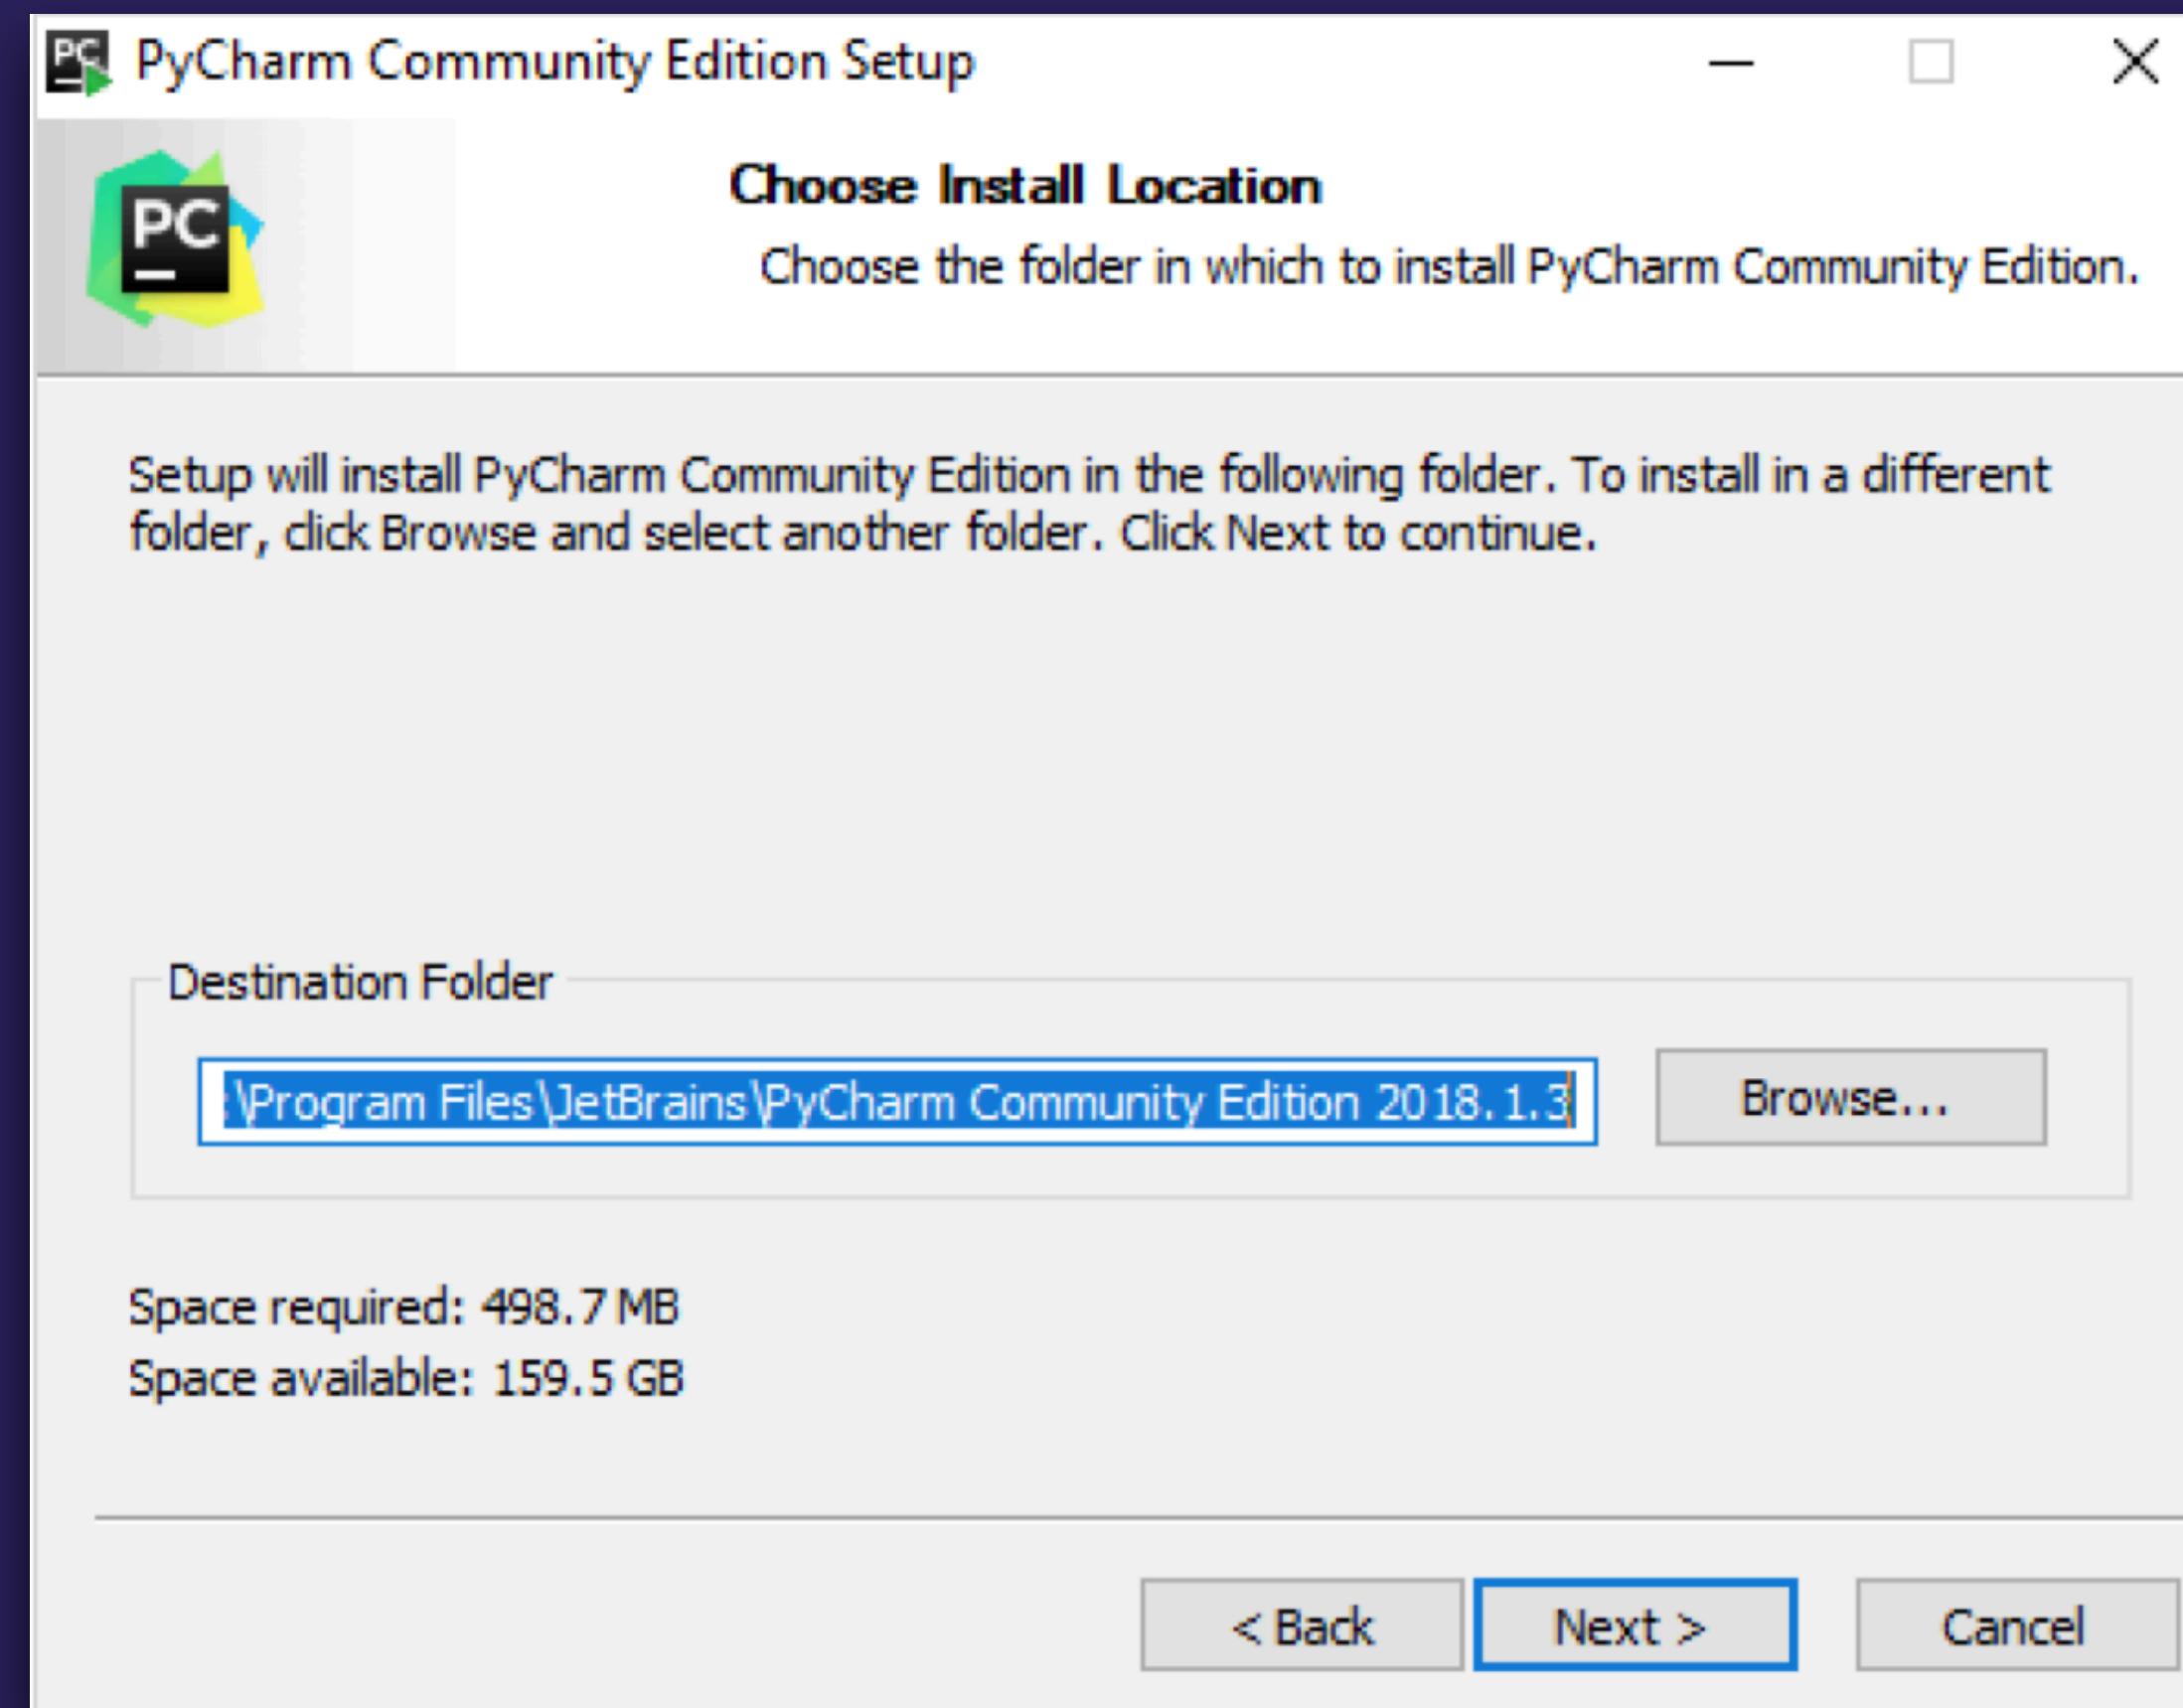 PC PyCharm Community Edition Setup
PC
Choose Install Location
Choose the folder in which to install PyCharm Community Edition.
Setup will install PyCharm Community Edition in the following folder. To install in a different
folder, click Browse and select another folder. Click Next to continue.
Destination Folder
:\Program Files\JetBrains\PyCharm Community Edition 2018.1.3
Browse...
Space required: 498.7 MB
Space available: 159.5 GB
< Back Next > Cancel